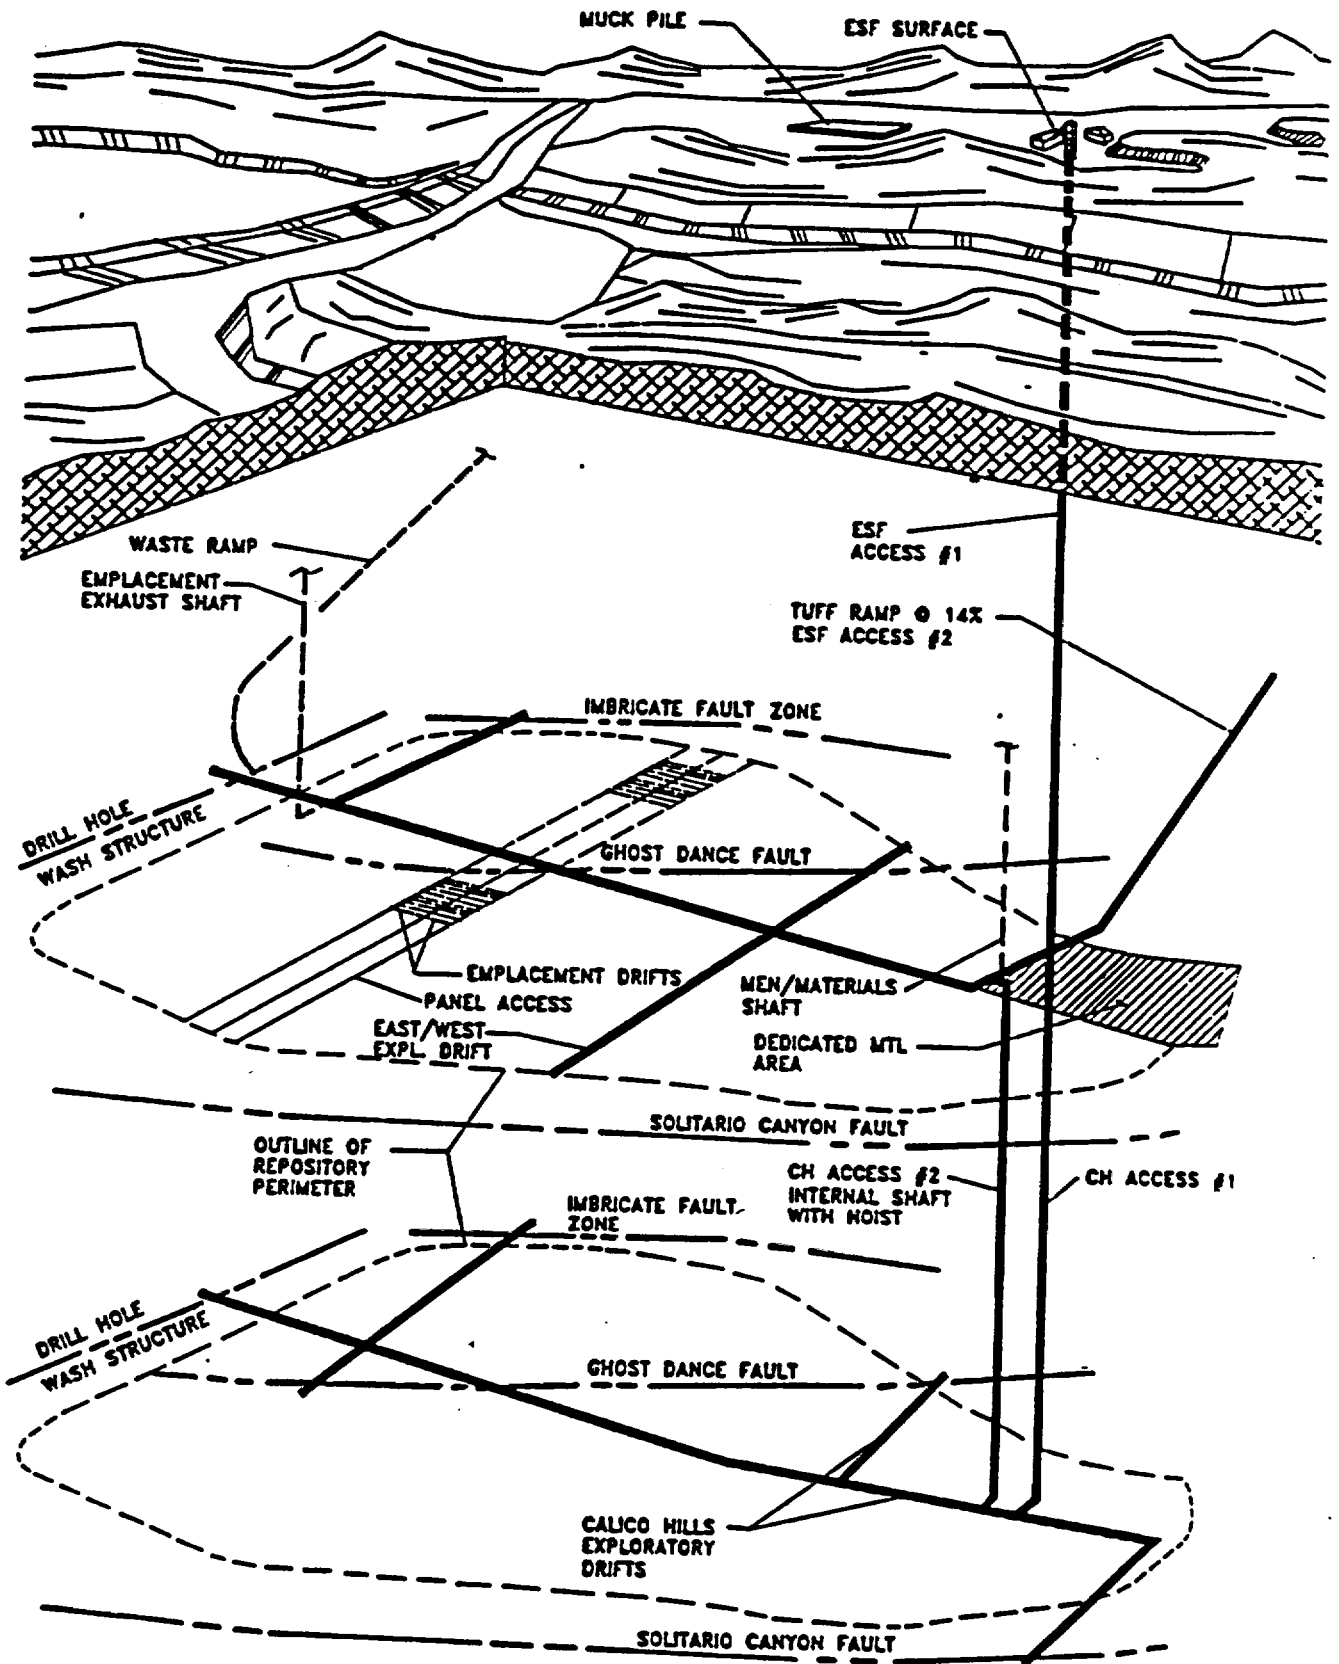 MUCK PILE
ESF SURFACE
ESF
ACCESS #1
WASTE RAMP
EMPLACEMENT
EXHAUST SHAFT
TUFF RAMP @ 14%
ESF ACCESS #2
IMBRICATE FAULT ZONE
DRILL HOLE
WASH STRUCTURE
GHOST DANCE FAULT
EMPLACEMENT DRIFTS
PANEL ACCESS
EAST/WEST
EXPL. DRIFT
MEN/MATERIALS
SHAFT
DEDICATED MTL
AREA
SOLITARIO CANYON FAULT
OUTLINE OF
REPOSITORY
PERIMETER
CH ACCESS #2
INTERNAL SHAFT
WITH HOIST
CH ACCESS #1
IMBRICATE FAULT
ZONE
DRILL HOLE
WASH STRUCTURE
GHOST DANCE FAULT
CALICO HILLS
EXPLORATORY
DRIFTS
SOLITARIO CANYON FAULT